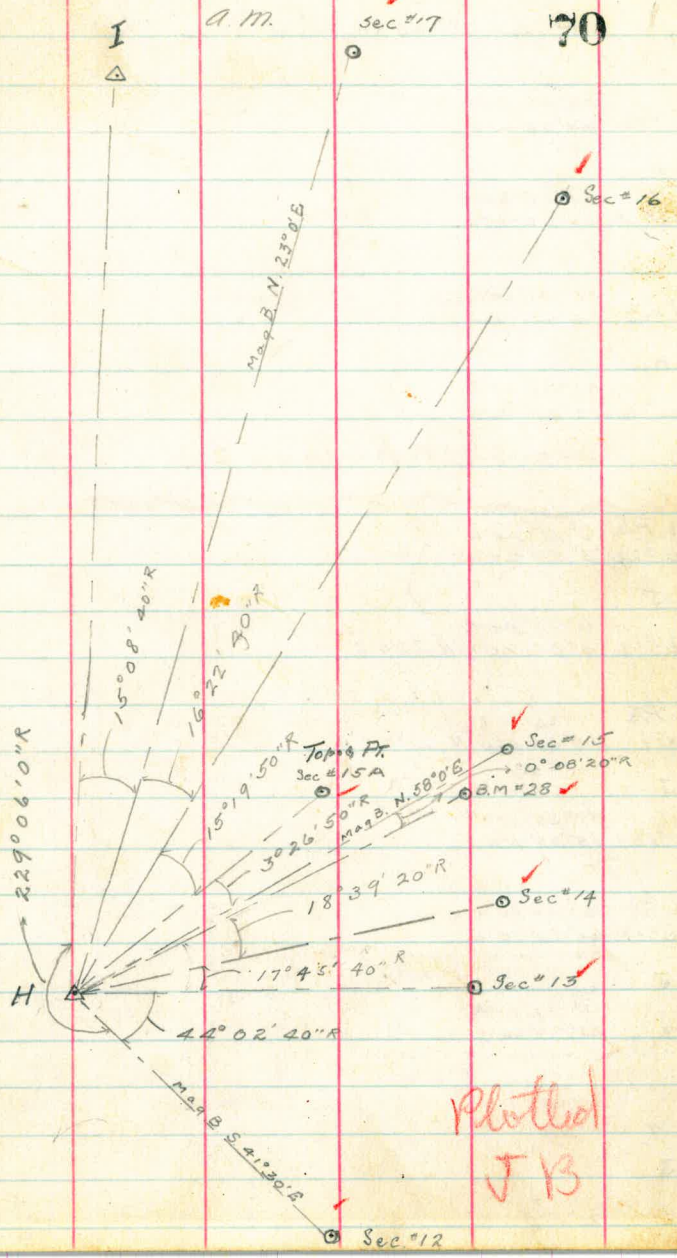 a.m.
Sec #17
70
I
Sec #16
Mag B N. 23°0'E
15°08'40"R
16°22'50"R
15°19'50"R
Topog Pt.
Sec #15A
Sec #15
0°08'20"R
Mag B. N. 58°0'E
B.M #28
3°26'50"R
18°39'20"R
Sec #14
229°06'0"R
17°45'40"R
Sec #13
H
44°02'40"R
Mag B S 41°30'E
Plotted
J B
Sec. #12